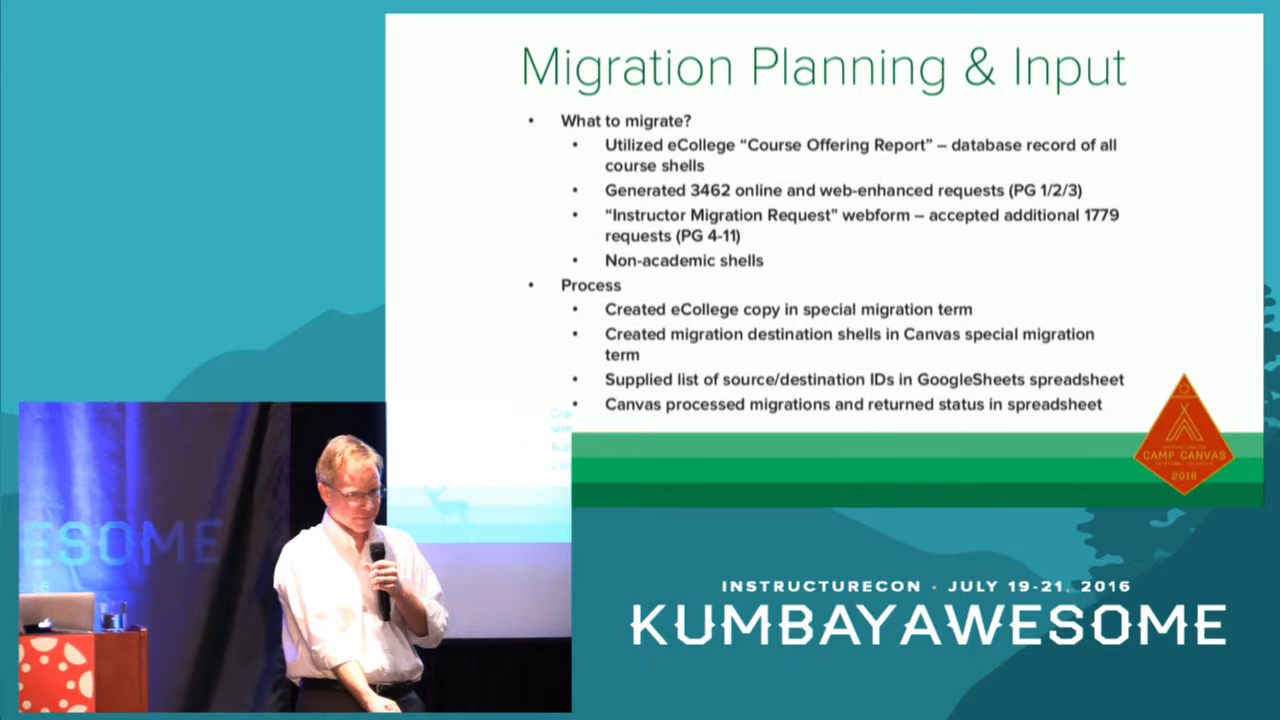 Migration Planning & Input
• What to migrate?
• Utilized eCollege “Course Offering Report” – database record of all
course shells
• Generated 3462 online and web-enhanced requests (PG 1/2/3)
• “Instructor Migration Request” webform – accepted additional 1779
requests (PG 4-11)
• Non-academic shells
• Process
• Created eCollege copy in special migration term
• Created migration destination shells in Canvas special migration
term
• Supplied list of source/destination IDs in GoogleSheets spreadsheet
• Canvas processed migrations and returned status in spreadsheet
CAMP CANVAS
2016
ESOME
INSTRUCTURECON · JULY 19-21, 2016
KUMBAYAWESOME